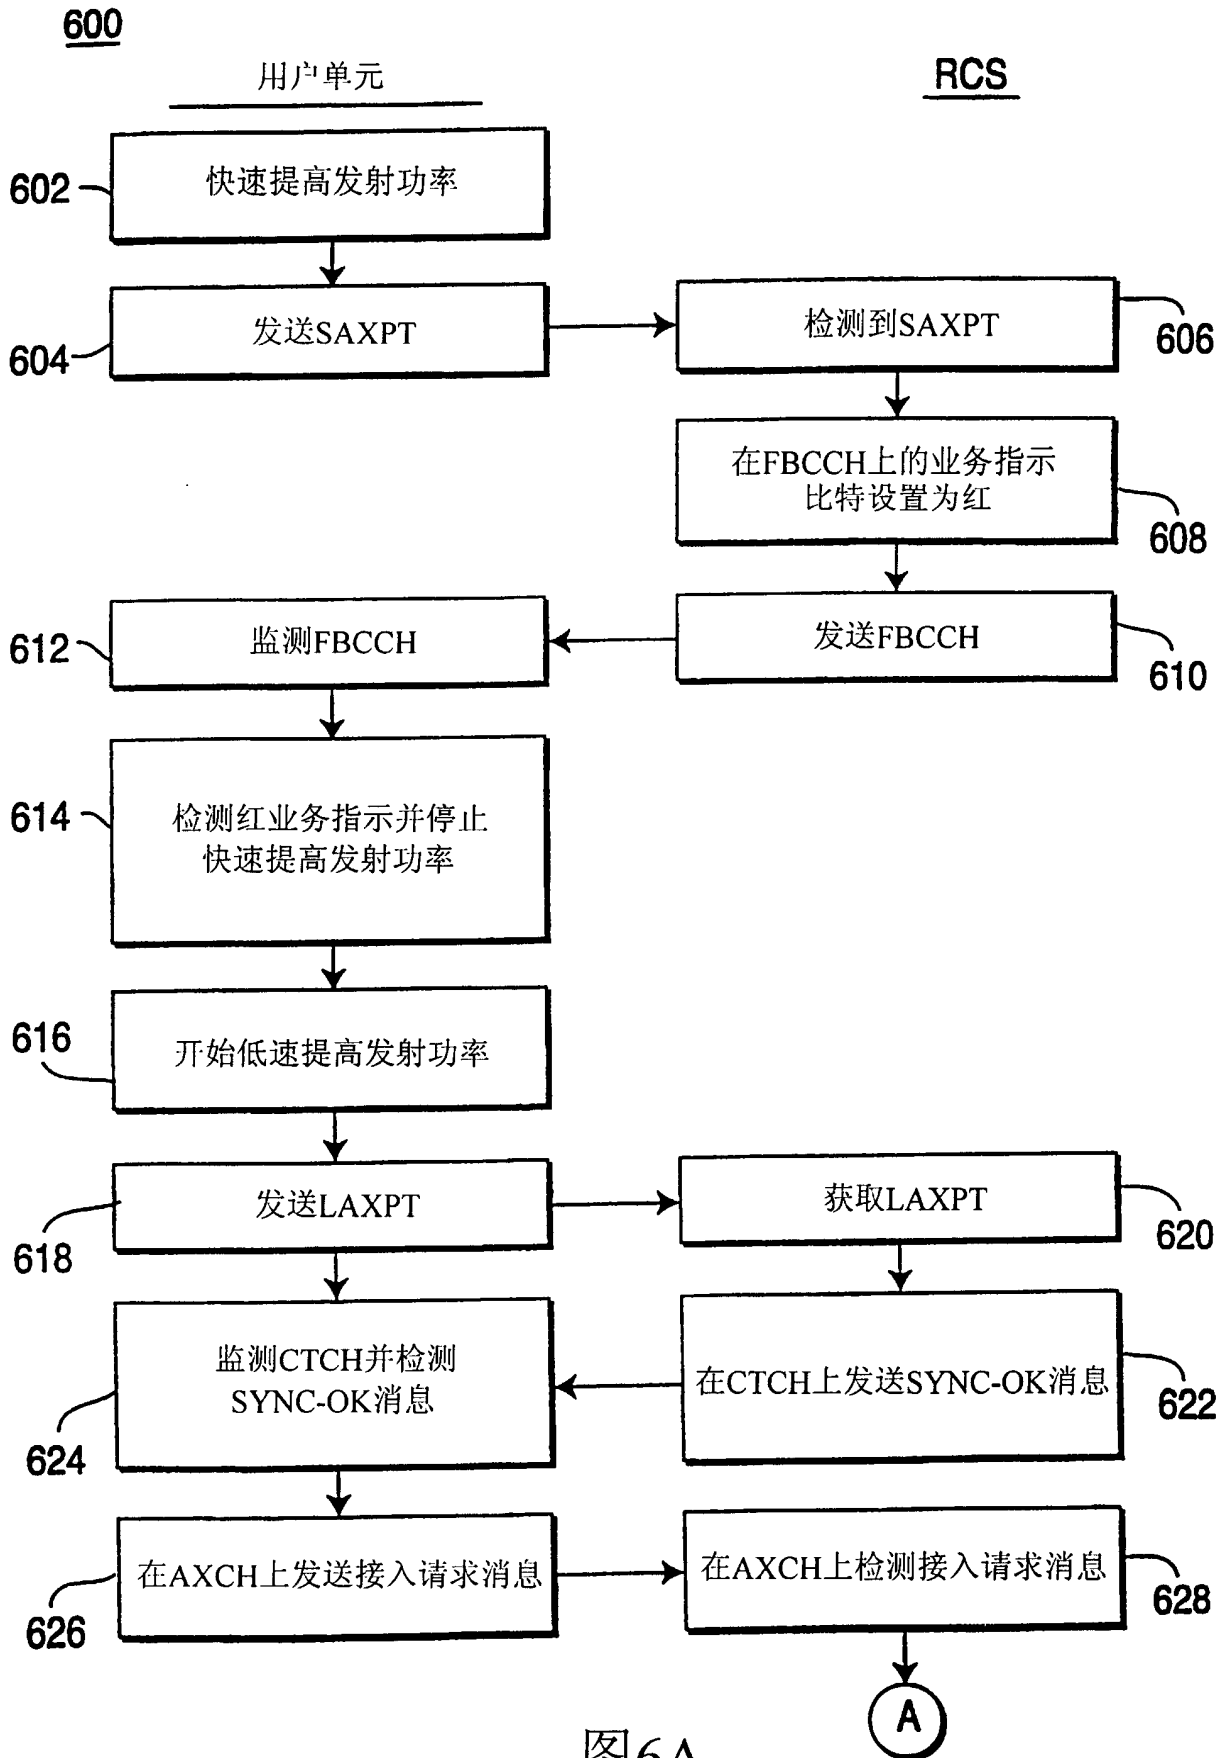 600
用户单元
RCS
602
快速提高发射功率
604
发送SAXPT
检测到SAXPT
606
在FBCCH上的业务指示
比特设置为红
608
612
监测FBCCH
发送FBCCH
610
614
检测红业务指示并停止
快速提高发射功率
616
开始低速提高发射功率
618
发送LAXPT
获取LAXPT
620
监测CTCH并检测
SYNC-OK消息
624
在CTCH上发送SYNC-OK消息
622
在AXCH上发送接入请求消息
626
在AXCH上检测接入请求消息
628
A
图6A